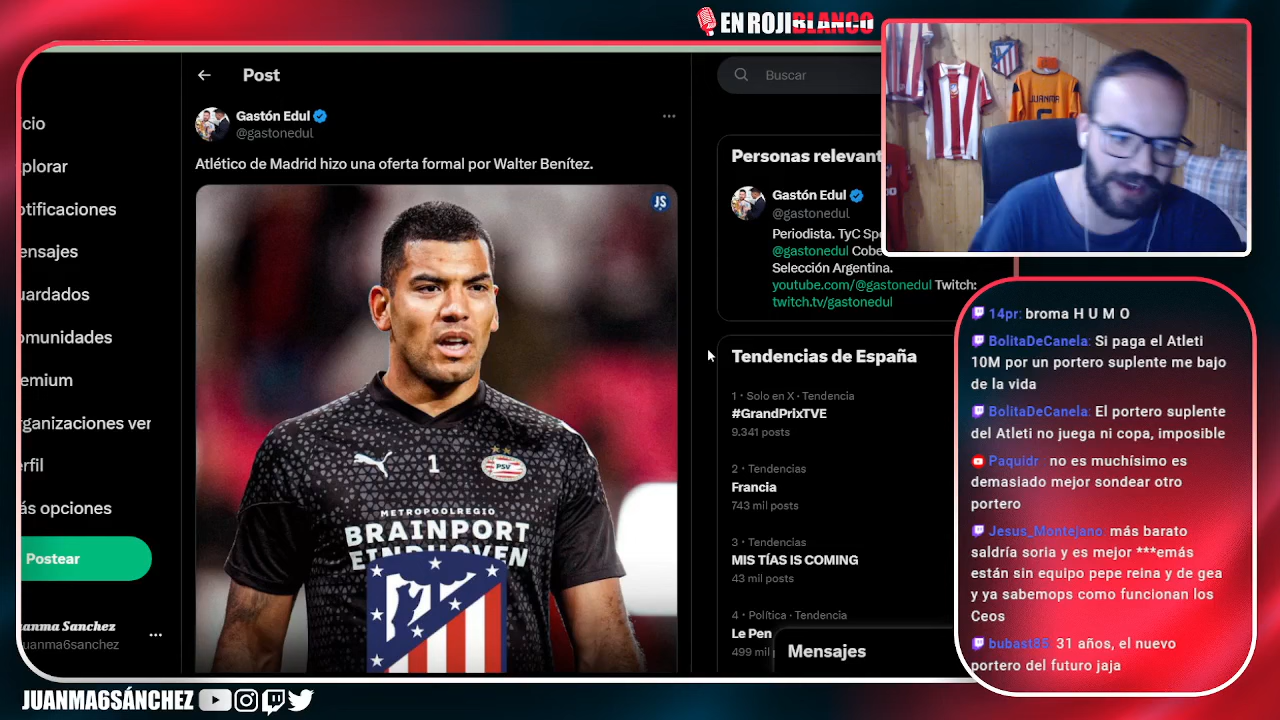 EN ROJIBLANCO
Post
Buscar
cio
plorar
otificaciones
ensajes
uardados
omunidades
emium
rganizaciones ver
erfil
ás opciones
Postear
uanma Sanchez
uanma6sanchez
Gastón Edul
@gastonedul
Atlético de Madrid hizo una oferta formal por Walter Benítez.
JS
1
PSV
METROPOOLREGIO
BRAINPORT
EINDHOVEN
Personas relevant
Gastón Edul
@gastonedul
Periodista. TyC Spo
@gastonedul Cobe
Selección Argentina.
youtube.com/@gastonedul Twitch:
twitch.tv/gastonedul
Tendencias de España
1 · Solo en X · Tendencia
#GrandPrixTVE
9.341 posts
2 · Tendencias
Francia
743 mil posts
3 · Tendencias
MIS TÍAS IS COMING
43 mil posts
4 · Política · Tendencia
Le Pen
499 mil
Mensajes
JUANMA
6
14pr: broma H U M O
BolitaDeCanela: Si paga el Atleti
10M por un portero suplente me bajo
de la vida
BolitaDeCanela: El portero suplente
del Atleti no juega ni copa, imposible
Paquidr: no es muchísimo es
demasiado mejor sondear otro
portero
Jesus_Montejano: más barato
saldría soria y es mejor ***emás
están sin equipo pepe reina y de gea
y ya sabemops como funcionan los
Ceos
bubast85: 31 años, el nuevo
portero del futuro jaja
JUANMA6SÁNCHEZ